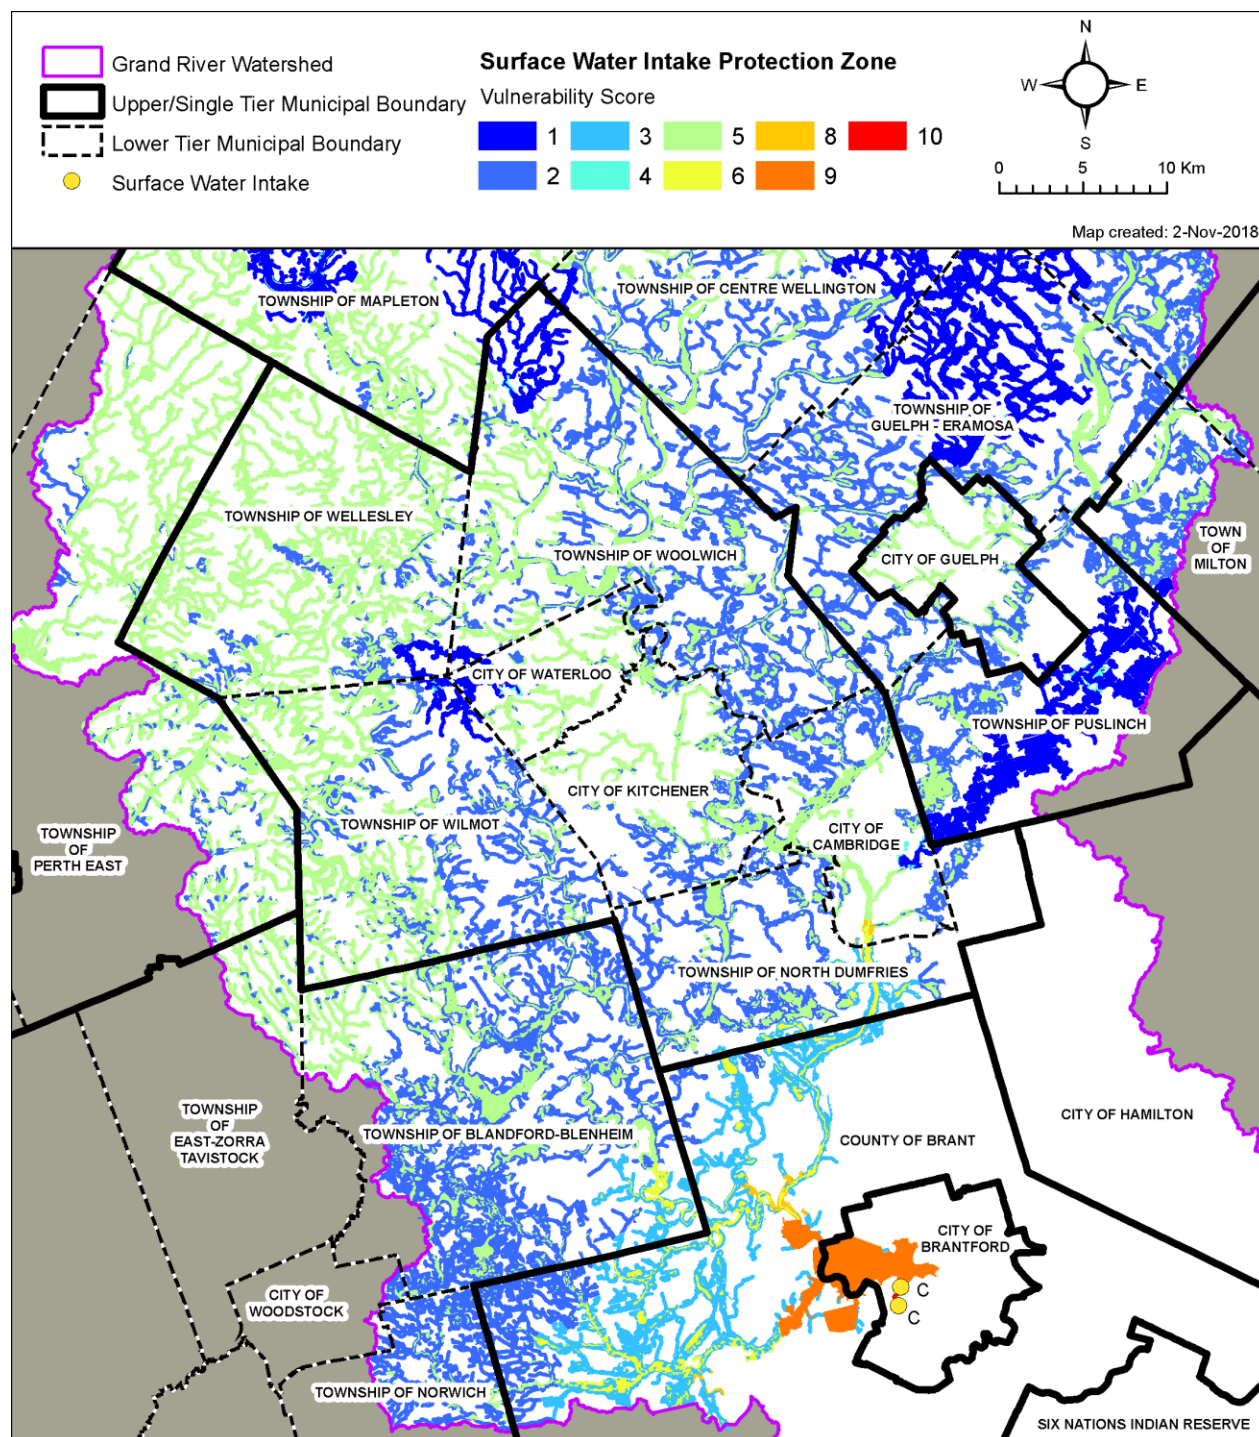 Grand River Watershed
Upper/Single Tier Municipal Boundary
Lower Tier Municipal Boundary
Surface Water Intake
Surface Water Intake Protection Zone
Vulnerability Score
1 3 5 8 10
2 4 6 9
N
W E
S
0 5 10 Km
Map created: 2-Nov-2018
TOWNSHIP OF MAPLETON
TOWNSHIP OF CENTRE WELLINGTON
TOWNSHIP OF
GUELPH - ERAMOSA
TOWNSHIP OF WELLESLEY
TOWNSHIP OF WOOLWICH
CITY OF GUELPH
TOWN
OF
MILTON
CITY OF WATERLOO
TOWNSHIP OF PUSLINCH
CITY OF KITCHENER
TOWNSHIP OF WILMOT
CITY OF
CAMBRIDGE
TOWNSHIP
OF
PERTH EAST
TOWNSHIP OF NORTH DUMFRIES
TOWNSHIP
OF
EAST-ZORRA
TAVISTOCK
TOWNSHIP OF BLANDFORD-BLENHEIM
COUNTY OF BRANT
CITY OF HAMILTON
CITY OF
BRANTFORD
C
C
CITY OF
WOODSTOCK
TOWNSHIP OF NORWICH
SIX NATIONS INDIAN RESERVE